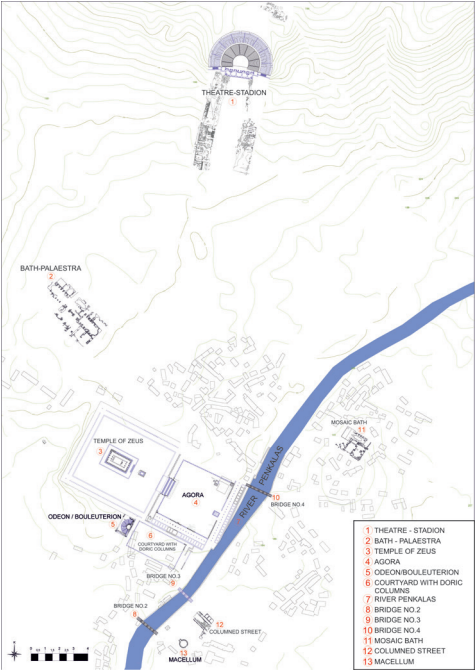 THEATRE-STADION
1
BATH-PALAESTRA
2
MOSAIC BATH
11
TEMPLE OF ZEUS
3
AGORA
4
RIVER PENKALAS
10
BRIDGE NO.4
ODEON / BOULEUTERION
5
6
COURTYARD WITH
DORIC COLUMNS
BRIDGE NO.3
9
BRIDGE NO.2
8
12
COLUMNED STREET
13
MACELLUM
1 THEATRE - STADION
2 BATH - PALAESTRA
3 TEMPLE OF ZEUS
4 AGORA
5 ODEON/BOULEUTERION
6 COURTYARD WITH DORIC
COLUMNS
7 RIVER PENKALAS
8 BRIDGE NO.2
9 BRIDGE NO.3
10 BRIDGE NO.4
11 MOSAIC BATH
12 COLUMNED STREET
13 MACELLUM